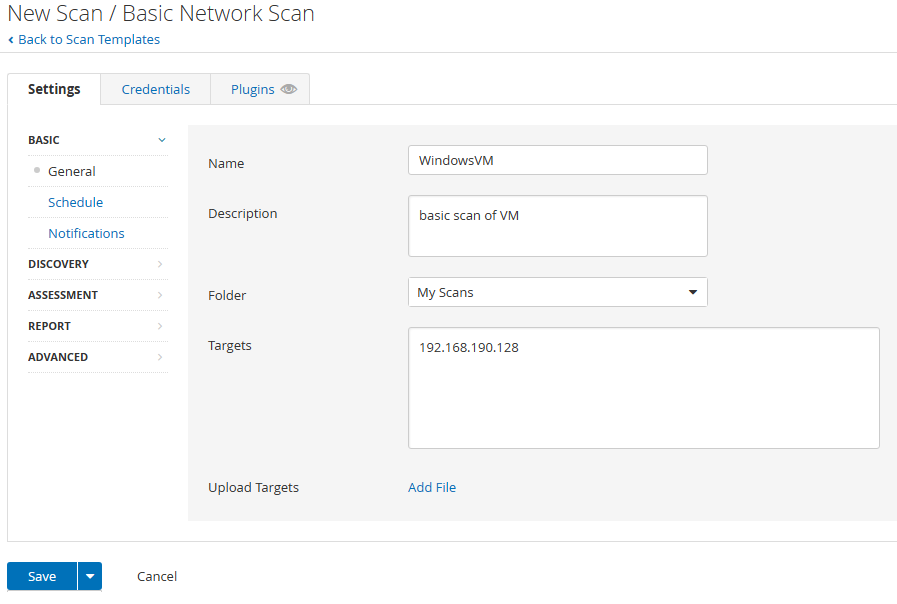 New Scan / Basic Network Scan
‹ Back to Scan Templates
Settings Credentials Plugins
BASIC
General
Schedule
Notifications
DISCOVERY
ASSESSMENT
REPORT
ADVANCED
Name WindowsVM
Description basic scan of VM
Folder My Scans
Targets 192.168.190.128
Upload Targets Add File
Save Cancel